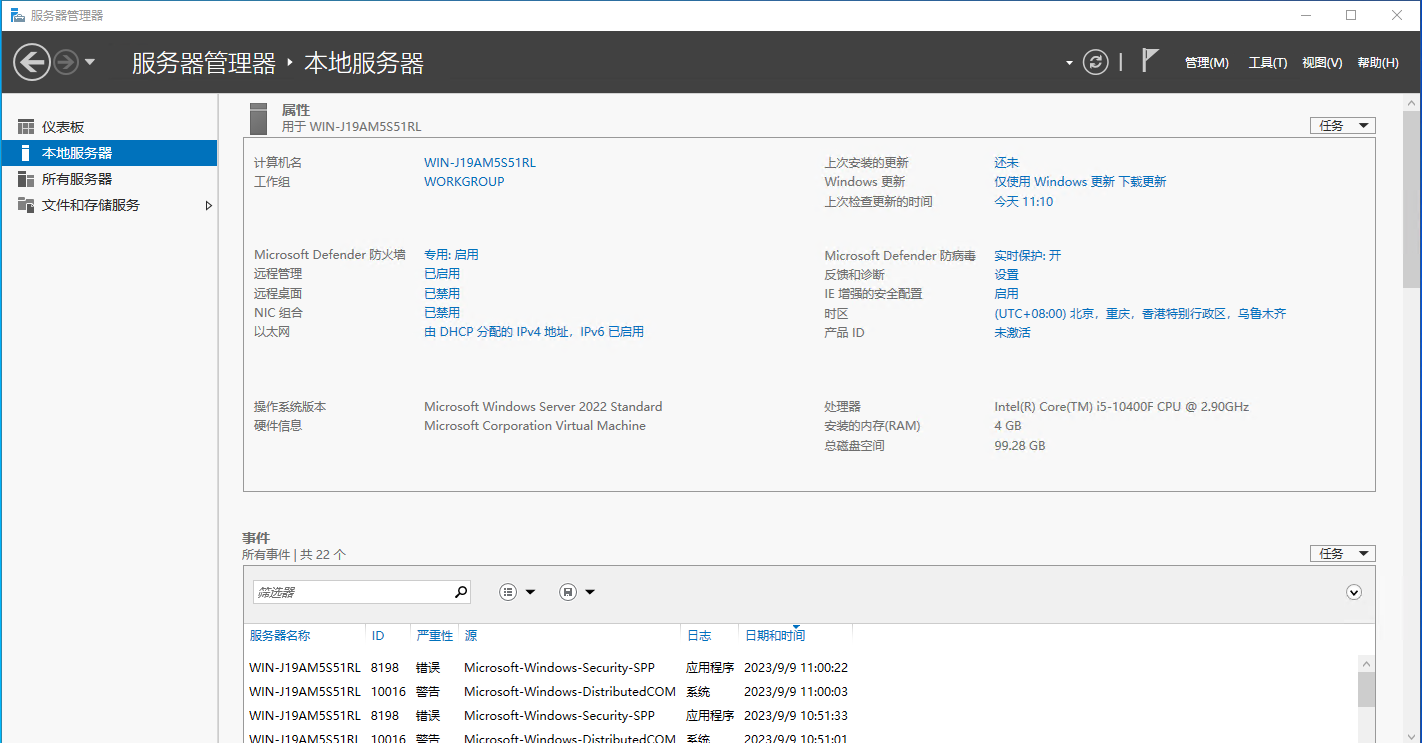 服务器管理器
服务器管理器 ‣ 本地服务器
管理(M) 工具(T) 视图(V) 帮助(H)
仪表板
本地服务器
所有服务器
文件和存储服务
属性
用于 WIN-J19AM5S51RL
任务
计算机名 WIN-J19AM5S51RL 上次安装的更新 还未
工作组 WORKGROUP Windows 更新 仅使用 Windows 更新 下载更新
上次检查更新的时间 今天 11:10
Microsoft Defender 防火墙 专用: 启用 Microsoft Defender 防病毒 实时保护: 开
远程管理 已启用 反馈和诊断 设置
远程桌面 已禁用 IE 增强的安全配置 启用
NIC 组合 已禁用 时区 (UTC+08:00) 北京，重庆，香港特别行政区，乌鲁木齐
以太网 由 DHCP 分配的 IPv4 地址，IPv6 已启用 产品 ID 未激活
操作系统版本 Microsoft Windows Server 2022 Standard 处理器 Intel(R) Core(TM) i5-10400F CPU @ 2.90GHz
硬件信息 Microsoft Corporation Virtual Machine 安装的内存(RAM) 4 GB
总磁盘空间 99.28 GB
事件
所有事件 | 共 22 个
任务
筛选器
服务器名称 ID 严重性 源 日志 日期和时间
WIN-J19AM5S51RL 8198 错误 Microsoft-Windows-Security-SPP 应用程序 2023/9/9 11:00:22
WIN-J19AM5S51RL 10016 警告 Microsoft-Windows-DistributedCOM 系统 2023/9/9 11:00:03
WIN-J19AM5S51RL 8198 错误 Microsoft-Windows-Security-SPP 应用程序 2023/9/9 10:51:33
WIN-J19AM5S51RL 10016 警告 Microsoft-Windows-DistributedCOM 系统 2023/9/9 10:51:01